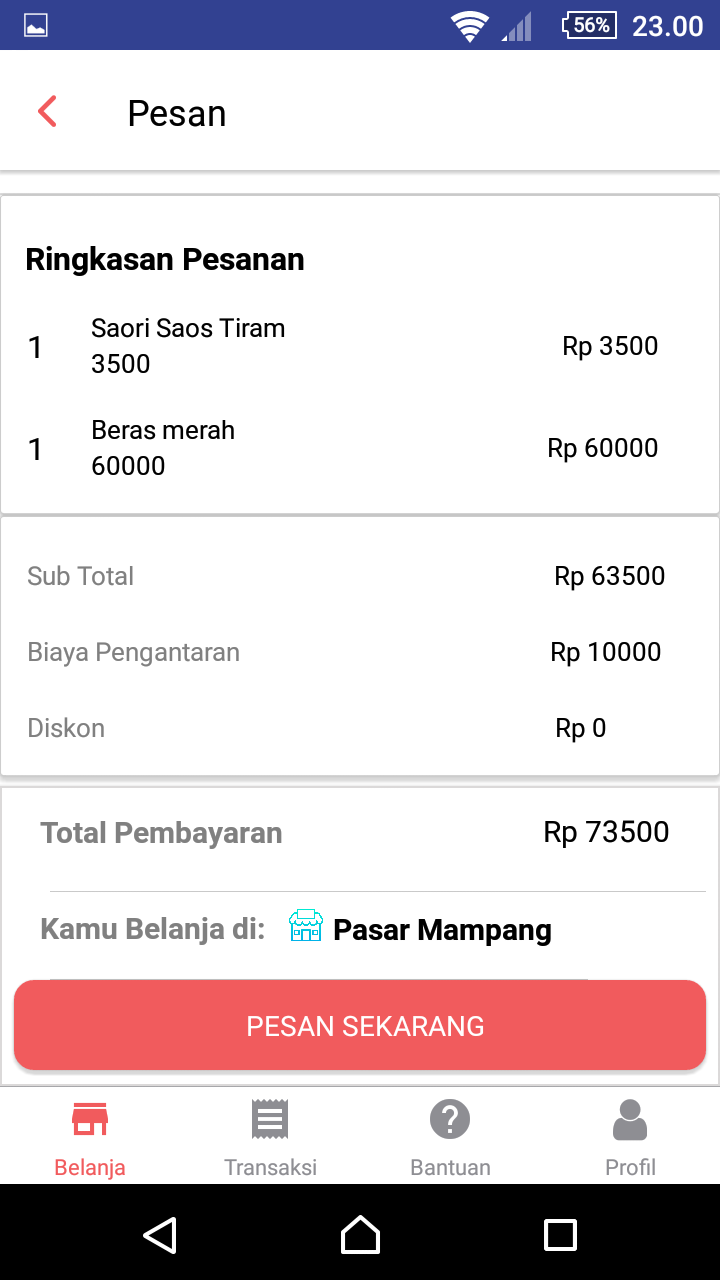 56% 23.00
Pesan
Ringkasan Pesanan
1 Saori Saos Tiram
3500 Rp 3500
1 Beras merah
60000 Rp 60000
Sub Total Rp 63500
Biaya Pengantaran Rp 10000
Diskon Rp 0
Total Pembayaran Rp 73500
Kamu Belanja di: Pasar Mampang
PESAN SEKARANG
Belanja Transaksi Bantuan Profil